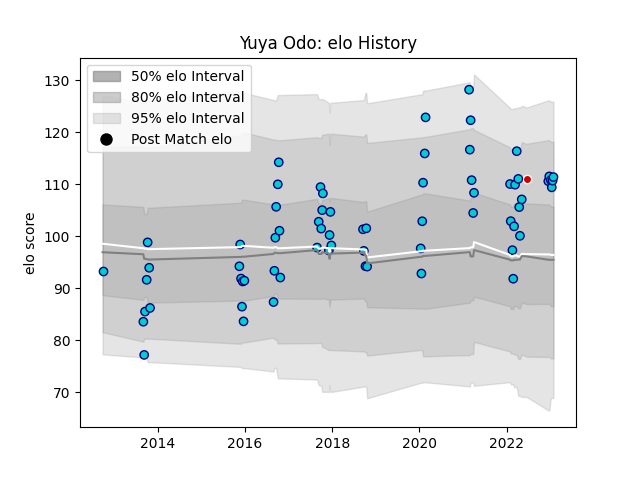 Yuya Odo: elo History
50% elo Interval
80% elo Interval
95% elo Interval
Post Match elo
elo score
130
120
110
100
90
80
70
2014
2016
2018
2020
2022